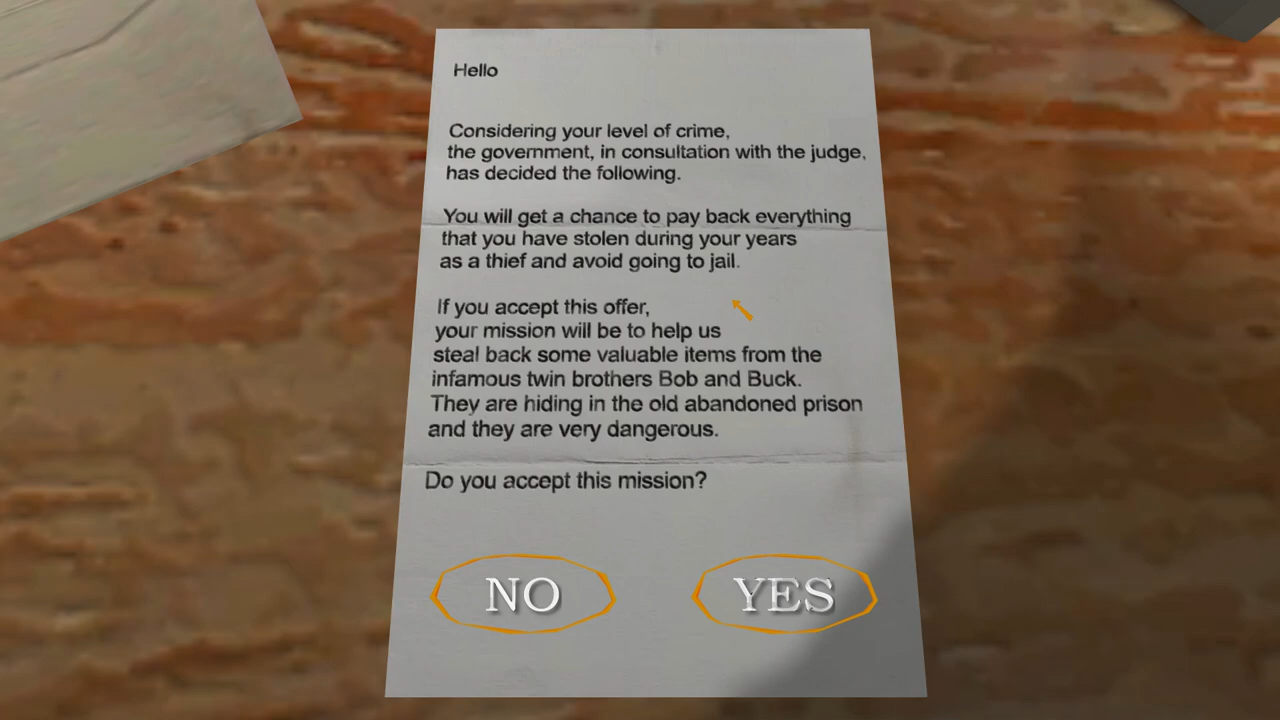 Hello
Considering your level of crime,
the government, in consultation with the judge,
has decided the following.
You will get a chance to pay back everything
that you have stolen during your years
as a thief and avoid going to jail.
If you accept this offer,
your mission will be to help us
steal back some valuable items from the
infamous twin brothers Bob and Buck.
They are hiding in the old abandoned prison
and they are very dangerous.
Do you accept this mission?
NO YES